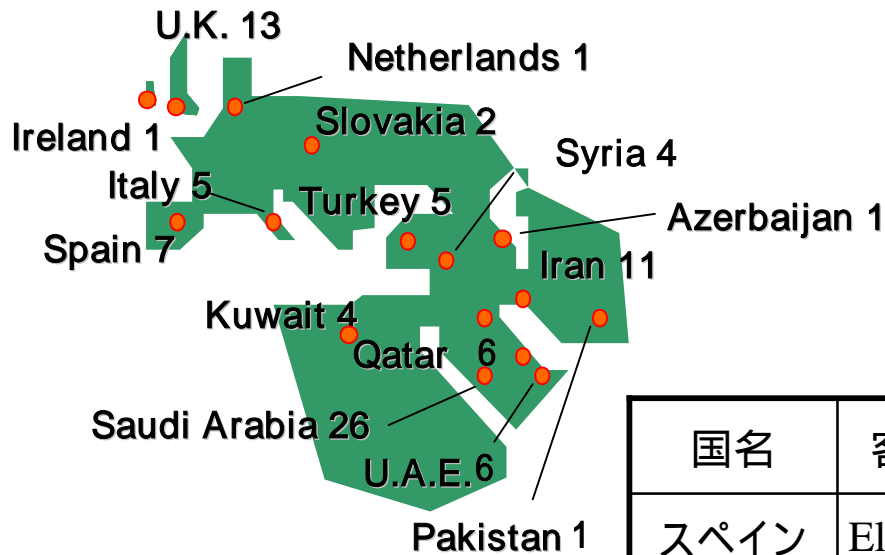 U.K. 13
Netherlands 1
Ireland 1
Slovakia 2
Syria 4
Italy 5
Turkey 5
Azerbaijan 1
Spain 7
Iran 11
Kuwait 4
Qatar 6
Saudi Arabia 26
U.A.E. 6
Pakistan 1
国名
スペイン El